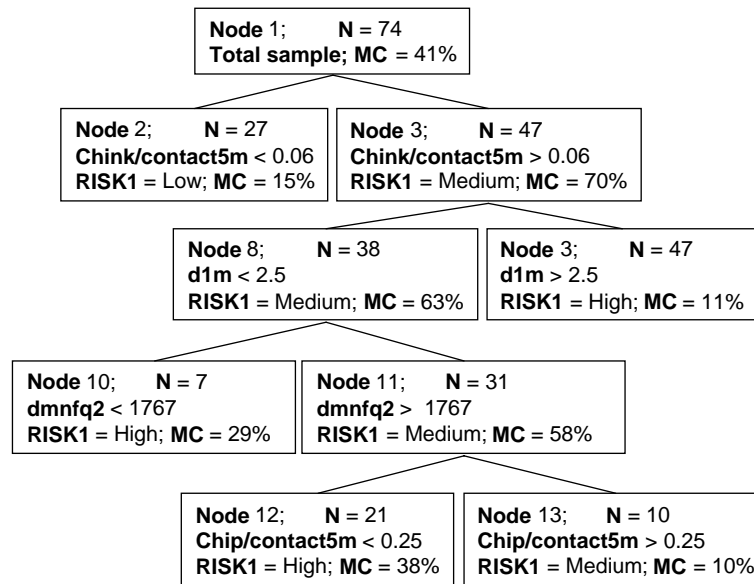 Node 1; N = 74
Total sample; MC = 41%
Node 2; N = 27
Chink/contact5m < 0.06
RISK1 = Low; MC = 15%
Node 3; N = 47
Chink/contact5m > 0.06
RISK1 = Medium; MC = 70%
Node 8; N = 38
d1m < 2.5
RISK1 = Medium; MC = 63%
Node 3; N = 47
d1m > 2.5
RISK1 = High; MC = 11%
Node 10; N = 7
dmnfq2 < 1767
RISK1 = High; MC = 29%
Node 11; N = 31
dmnfq2 > 1767
RISK1 = Medium; MC = 58%
Node 12; N = 21
Chip/contact5m < 0.25
RISK1 = High; MC = 38%
Node 13; N = 10
Chip/contact5m > 0.25
RISK1 = Medium; MC = 10%